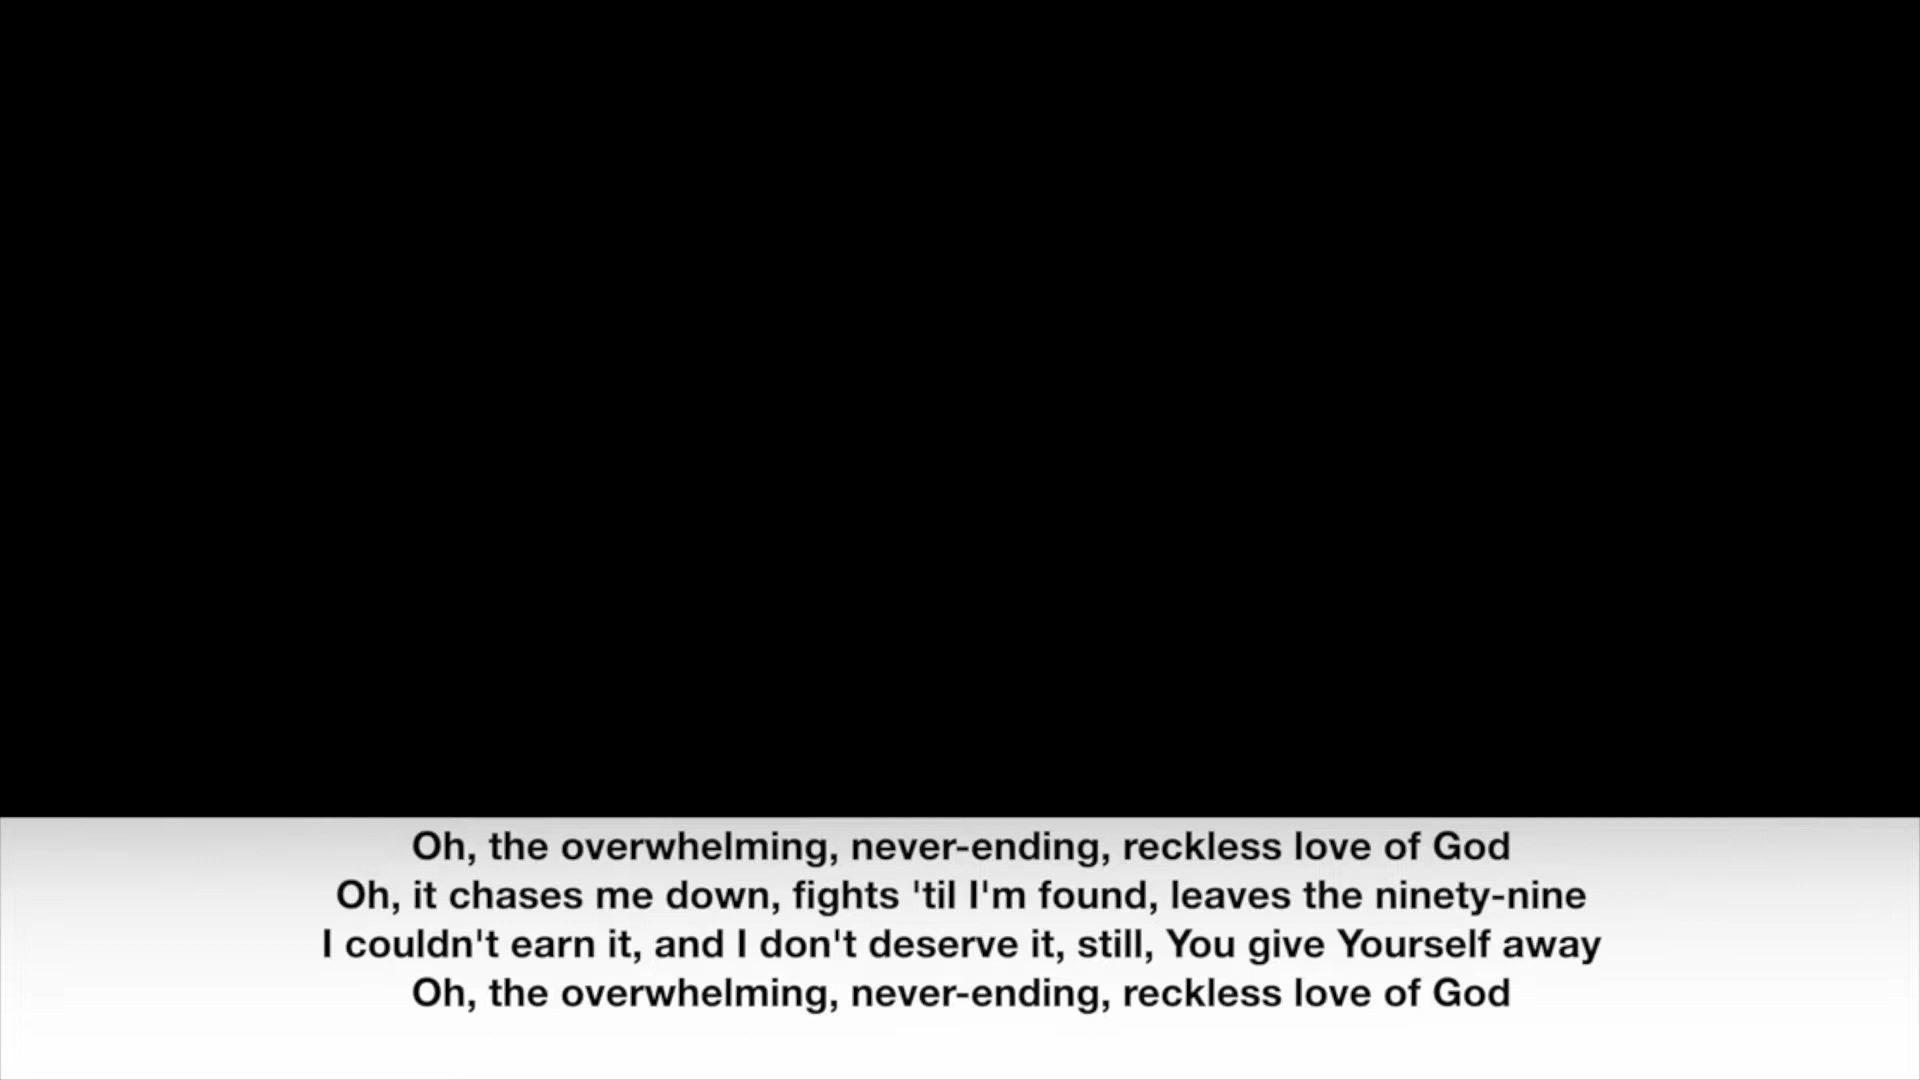 Oh, the overwhelming, never-ending, reckless love of God
Oh, it chases me down, fights 'til I'm found, leaves the ninety-nine
I couldn't earn it, and I don't deserve it, still, You give Yourself away
Oh, the overwhelming, never-ending, reckless love of God